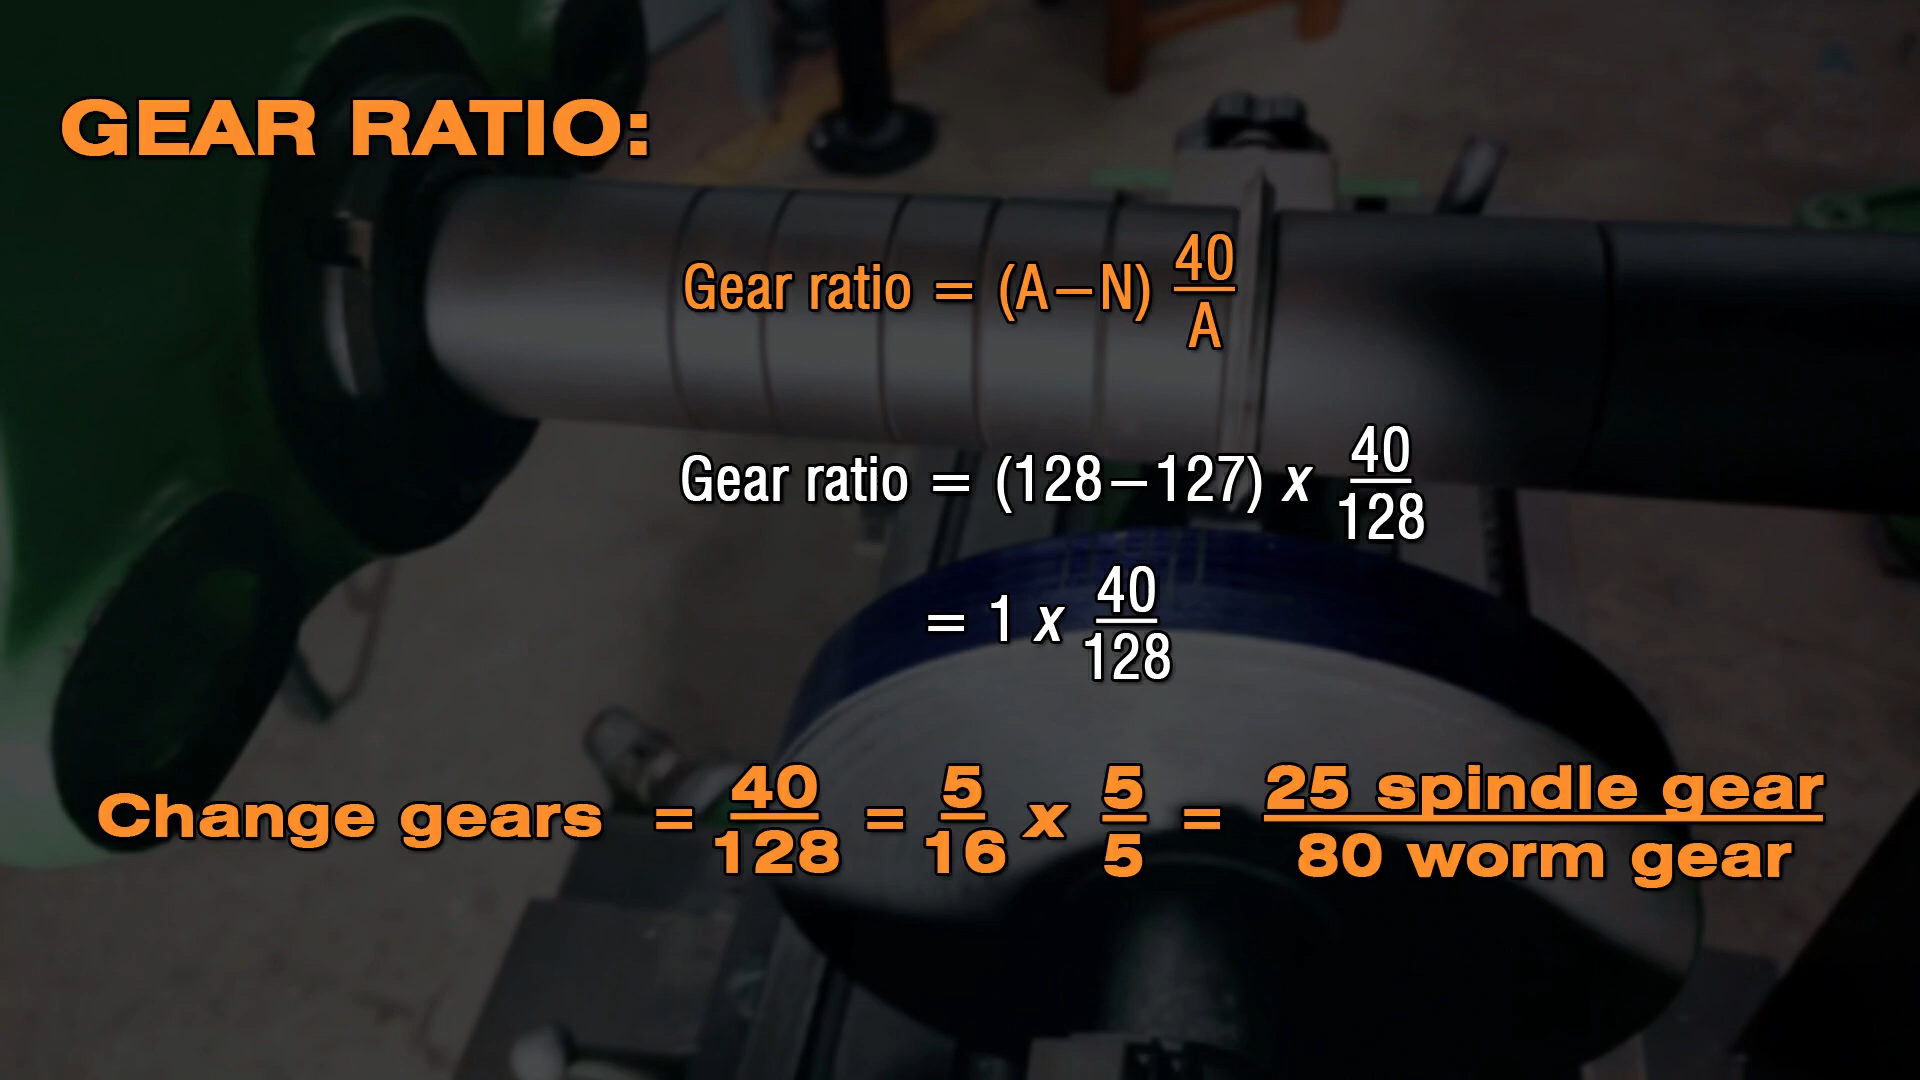 GEAR RATIO:
Gear ratio = (A–N) 40/A
Gear ratio = (128–127) x 40/128
= 1 x 40/128
Change gears = 40/128 = 5/16 x 5/5 = 25 spindle gear/80 worm gear